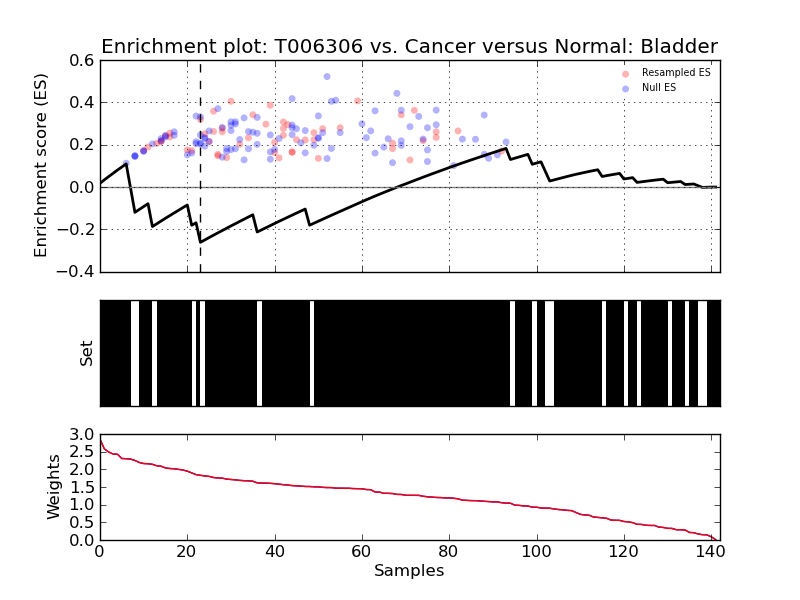 Enrichment plot: T006306 vs. Cancer versus Normal: Bladder
Enrichment score (ES)
0.6
0.4
0.2
0.0
−0.2
−0.4
Resampled ES
Null ES
Set
Weights
3.0
2.5
2.0
1.5
1.0
0.5
0.0
0 20 40 60 80 100 120 140
Samples